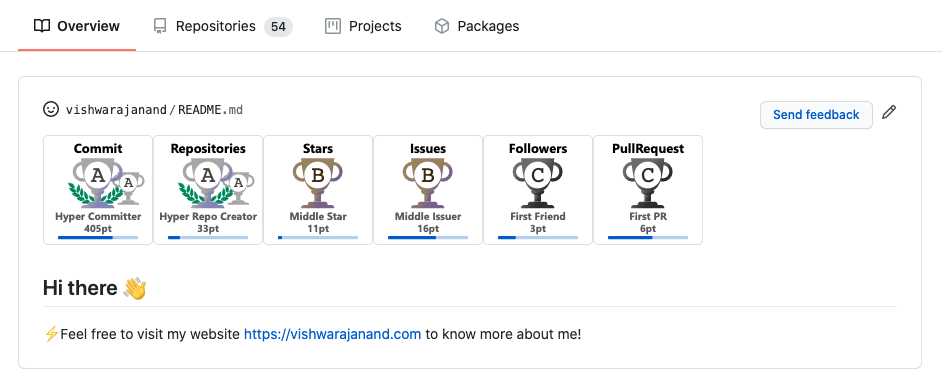 Overview Repositories 54 Projects Packages
vishwarajanand/README.md
Send feedback
Commit Repositories Stars Issues Followers PullRequest
A A A A B B C C
Hyper Committer Hyper Repo Creator Middle Star Middle Issuer First Friend First PR
405pt 33pt 11pt 16pt 3pt 6pt
Hi there 👋
⚡Feel free to visit my website https://vishwarajanand.com to know more about me!